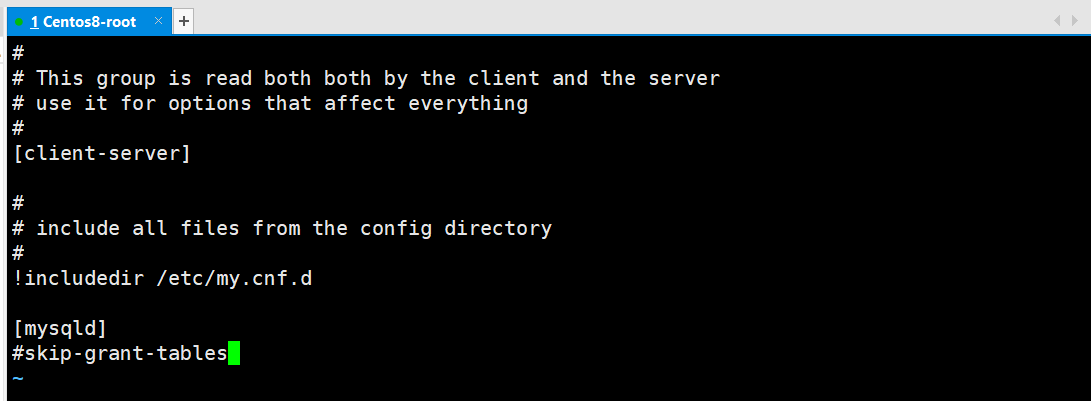 1 Centos8-root × +
#
# This group is read both both by the client and the server
# use it for options that affect everything
#
[client-server]
#
# include all files from the config directory
#
!includedir /etc/my.cnf.d
[mysqld]
#skip-grant-tables
~